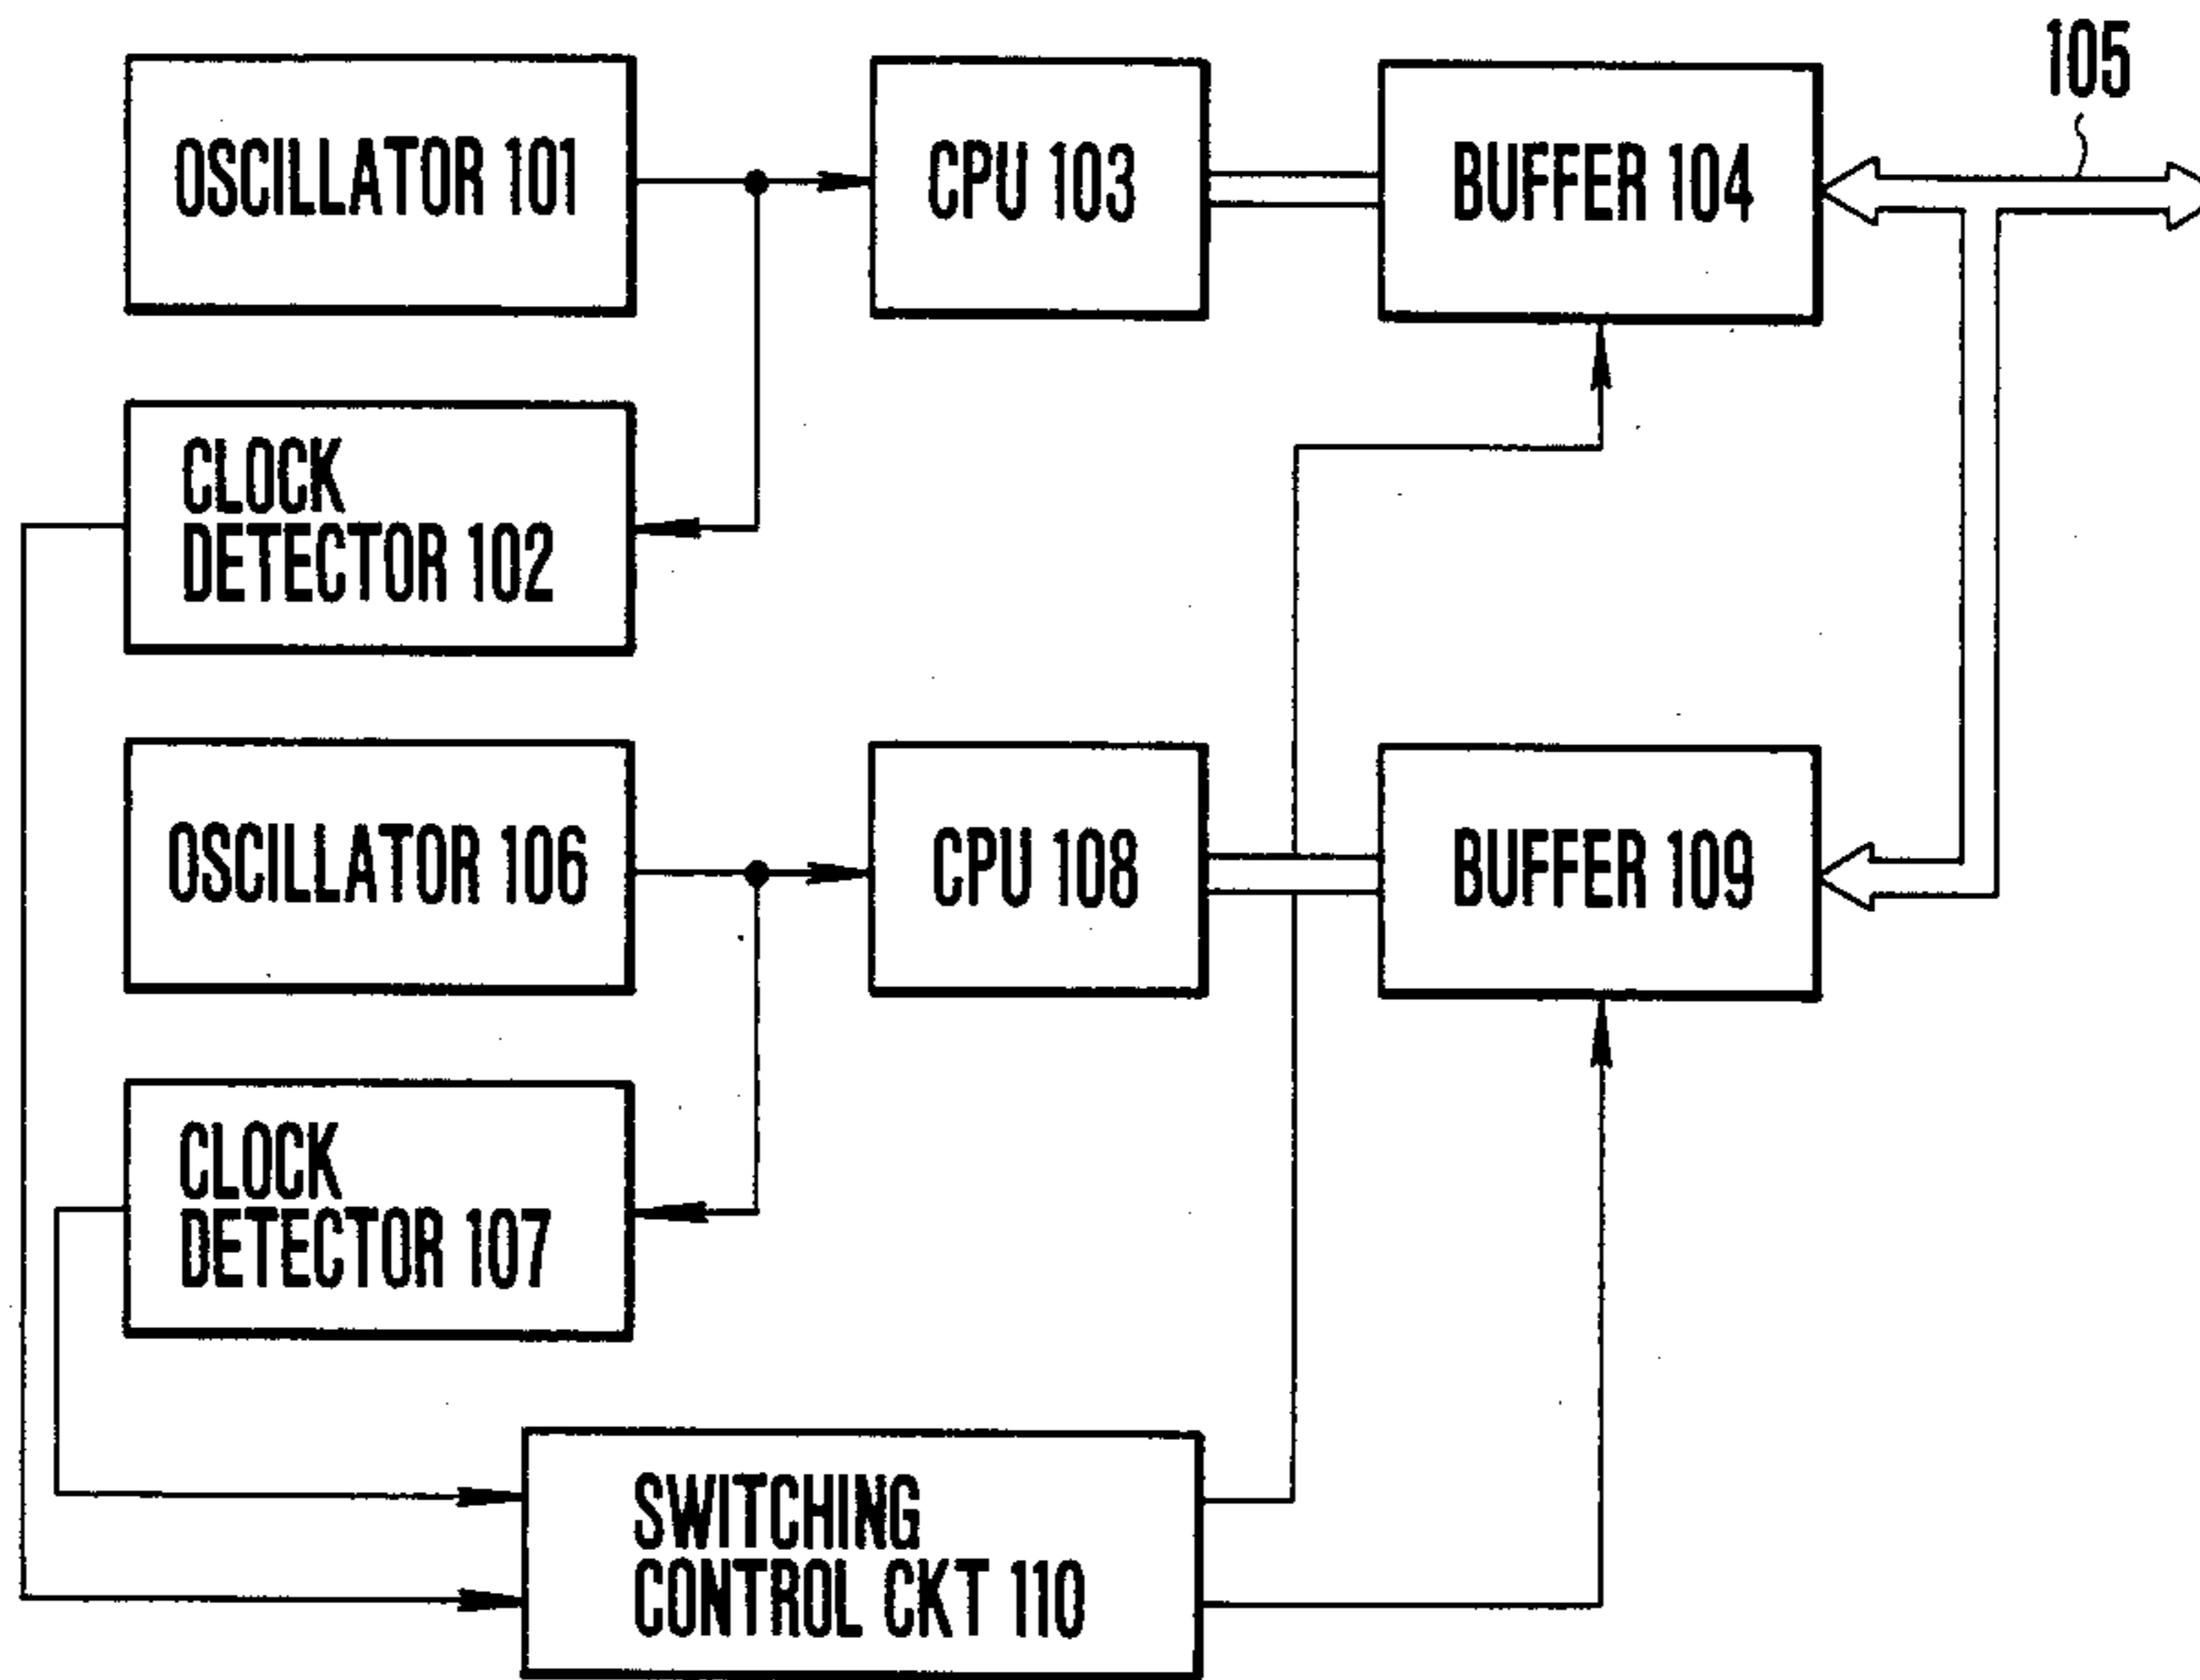 105
OSCILLATOR 101
CPU 103
BUFFER 104
CLOCK
DETECTOR 102
OSCILLATOR 106
CPU 108
BUFFER 109
CLOCK
DETECTOR 107
SWITCHING
CONTROL CKT 110